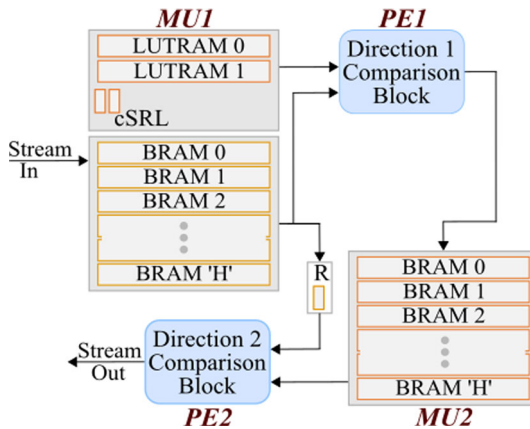 MU1
PE1
LUTRAM 0
LUTRAM 1
cSRL
Direction 1
Comparison
Block
Stream
In
BRAM 0
BRAM 1
BRAM 2
BRAM 'H'
R
BRAM 0
BRAM 1
BRAM 2
BRAM 'H'
Direction 2
Comparison
Block
Stream
Out
PE2
MU2